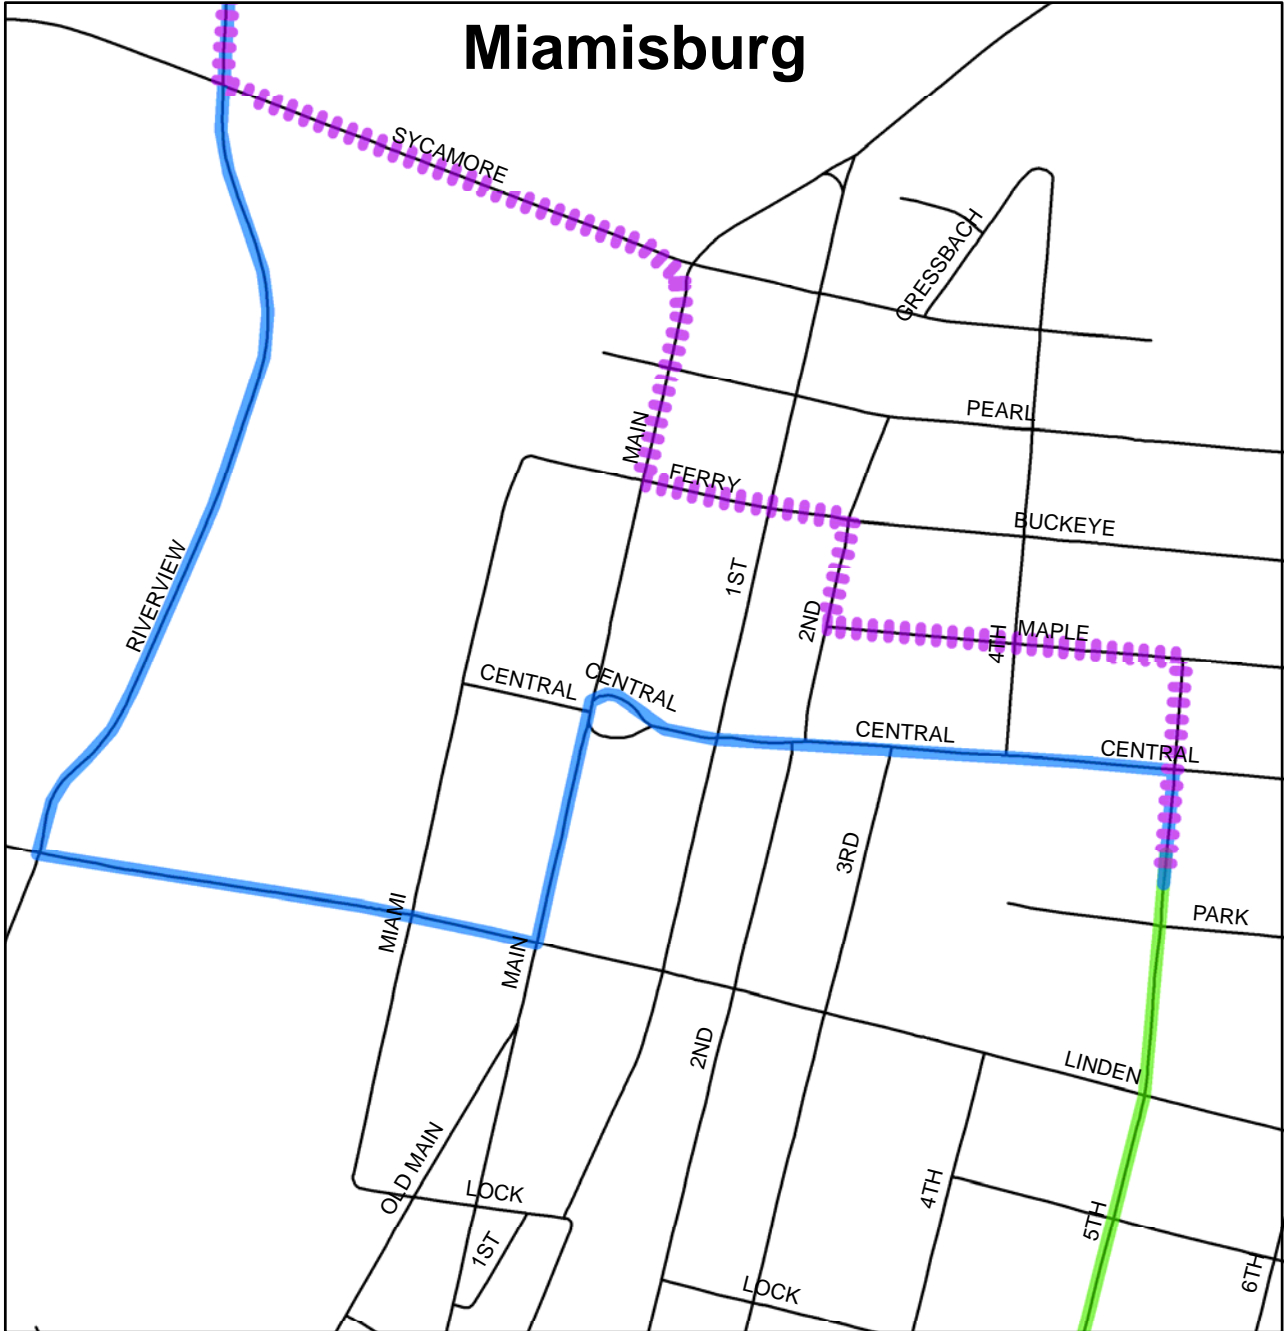 Miamisburg
SYCAMORE
GRESSBACH
PEARL
MAIN
FERRY
BUCKEYE
RIVERVIEW
1ST
2ND
MAPLE
4TH
CENTRAL
CENTRAL
CENTRAL
CENTRAL
3RD
MIAMI
PARK
MAIN
2ND
LINDEN
OLD MAIN
LOCK
4TH
5TH
1ST
6TH
LOCK